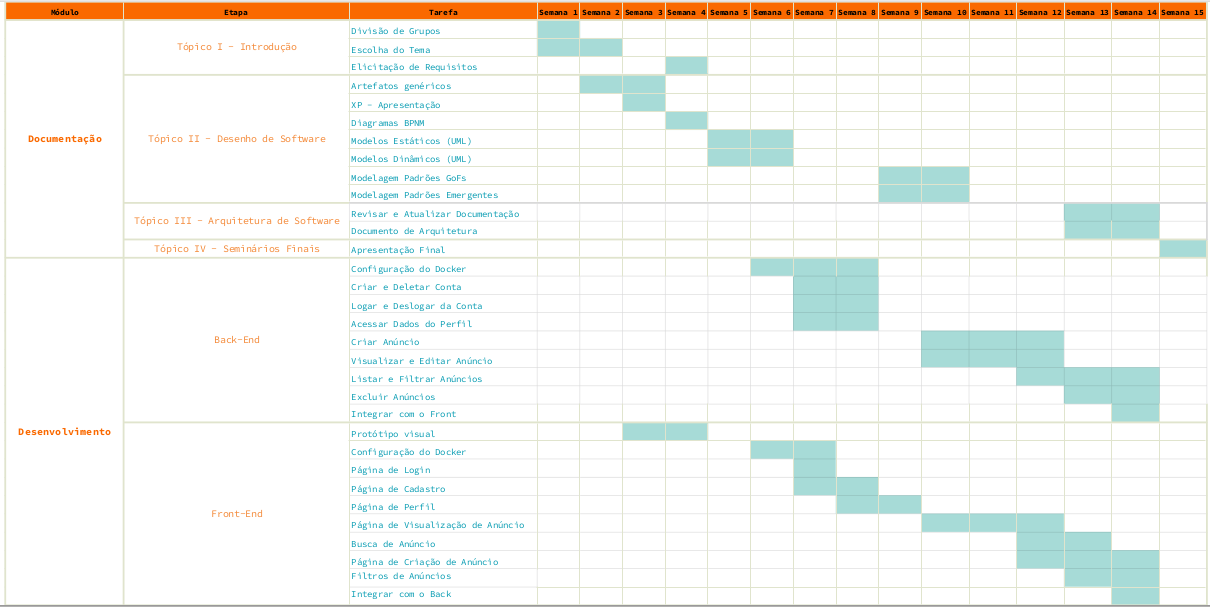 Módulo Etapa Tarefa Semana 1 Semana 2 Semana 3 Semana 4 Semana 5 Semana 6 Semana 7 Semana 8 Semana 9 Semana 10 Semana 11 Semana 12 Semana 13 Semana 14 Semana 15
Documentação
Tópico I - Introdução
Divisão de Grupos
Escolha do Tema
Elicitação de Requisitos
Tópico II - Desenho de Software
Artefatos genéricos
XP - Apresentação
Diagramas BPNM
Modelos Estáticos (UML)
Modelos Dinâmicos (UML)
Modelagem Padrões GoFs
Modelagem Padrões Emergentes
Tópico III - Arquitetura de Software
Revisar e Atualizar Documentação
Documento de Arquitetura
Tópico IV - Seminários Finais
Apresentação Final
Desenvolvimento
Back-End
Configuração do Docker
Criar e Deletar Conta
Logar e Deslogar da Conta
Acessar Dados do Perfil
Criar Anúncio
Visualizar e Editar Anúncio
Listar e Filtrar Anúncios
Excluir Anúncios
Integrar com o Front
Front-End
Protótipo visual
Configuração do Docker
Página de Login
Página de Cadastro
Página de Perfil
Página de Visualização de Anúncio
Busca de Anúncio
Página de Criação de Anúncio
Filtros de Anúncios
Integrar com o Back